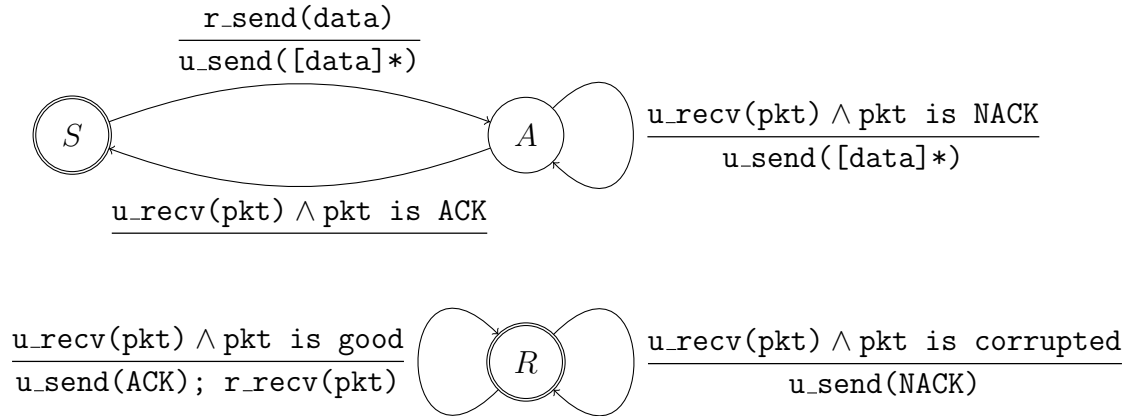 r_send(data)
u_send([data]*)
S
A
u_recv(pkt) ∧ pkt is NACK
u_send([data]*)
u_recv(pkt) ∧ pkt is ACK
u_recv(pkt) ∧ pkt is good
u_send(ACK); r_recv(pkt)
R
u_recv(pkt) ∧ pkt is corrupted
u_send(NACK)